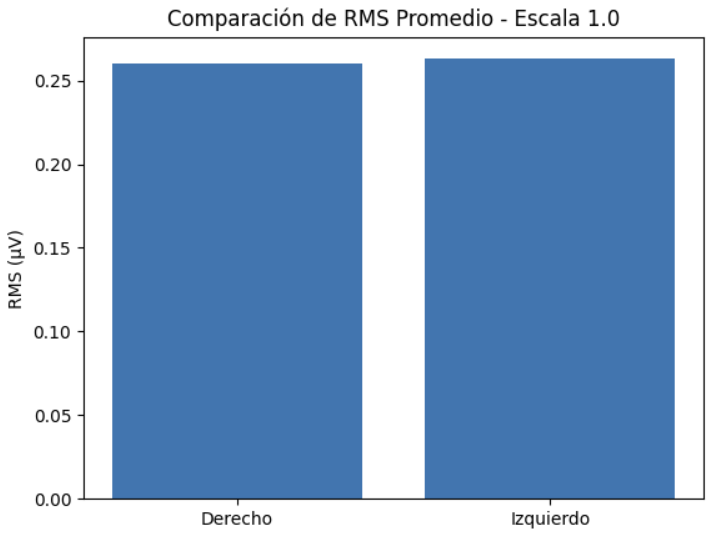 Comparación de RMS Promedio - Escala 1.0
RMS (µV)
0.25
0.20
0.15
0.10
0.05
0.00
Derecho
Izquierdo